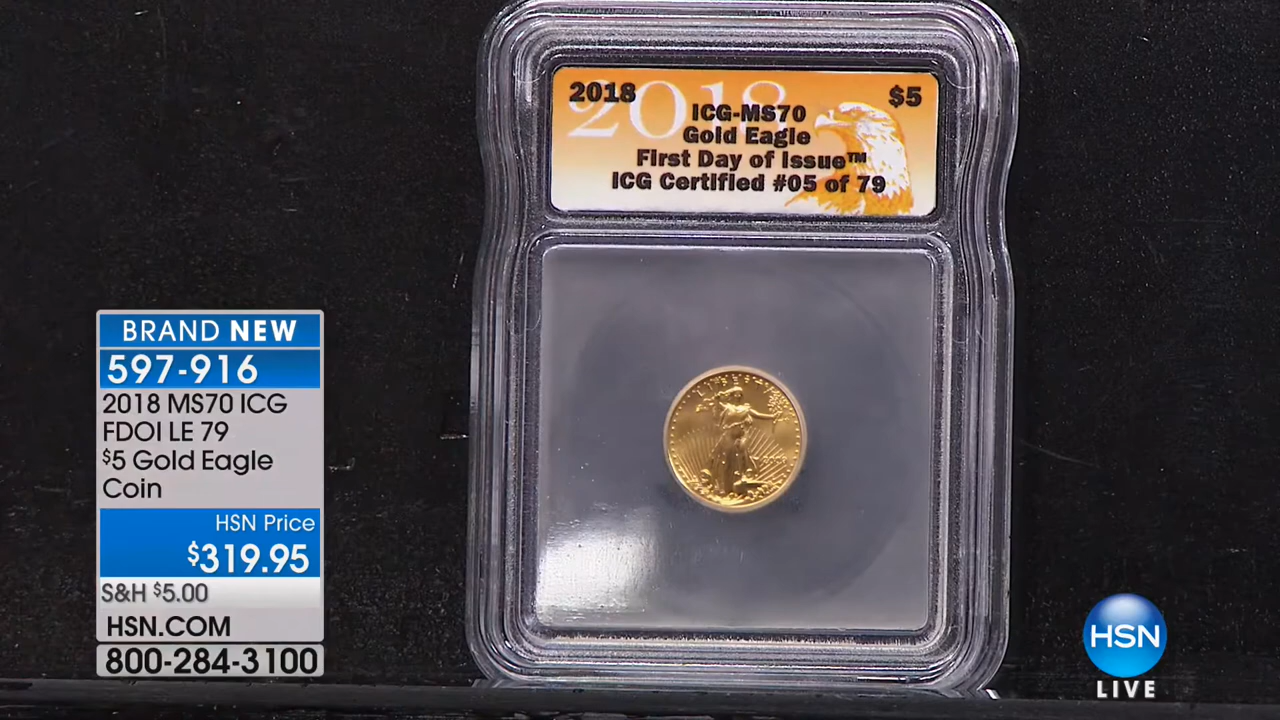 2018
2018
$5
ICG-MS70
Gold Eagle
First Day of Issue™
ICG Certified #05 of 79
BRAND NEW
597-916
2018 MS70 ICG
FDOI LE 79
$5 Gold Eagle
Coin
HSN Price
$319.95
S&H $5.00
HSN.COM
800-284-3100
HSN
LIVE